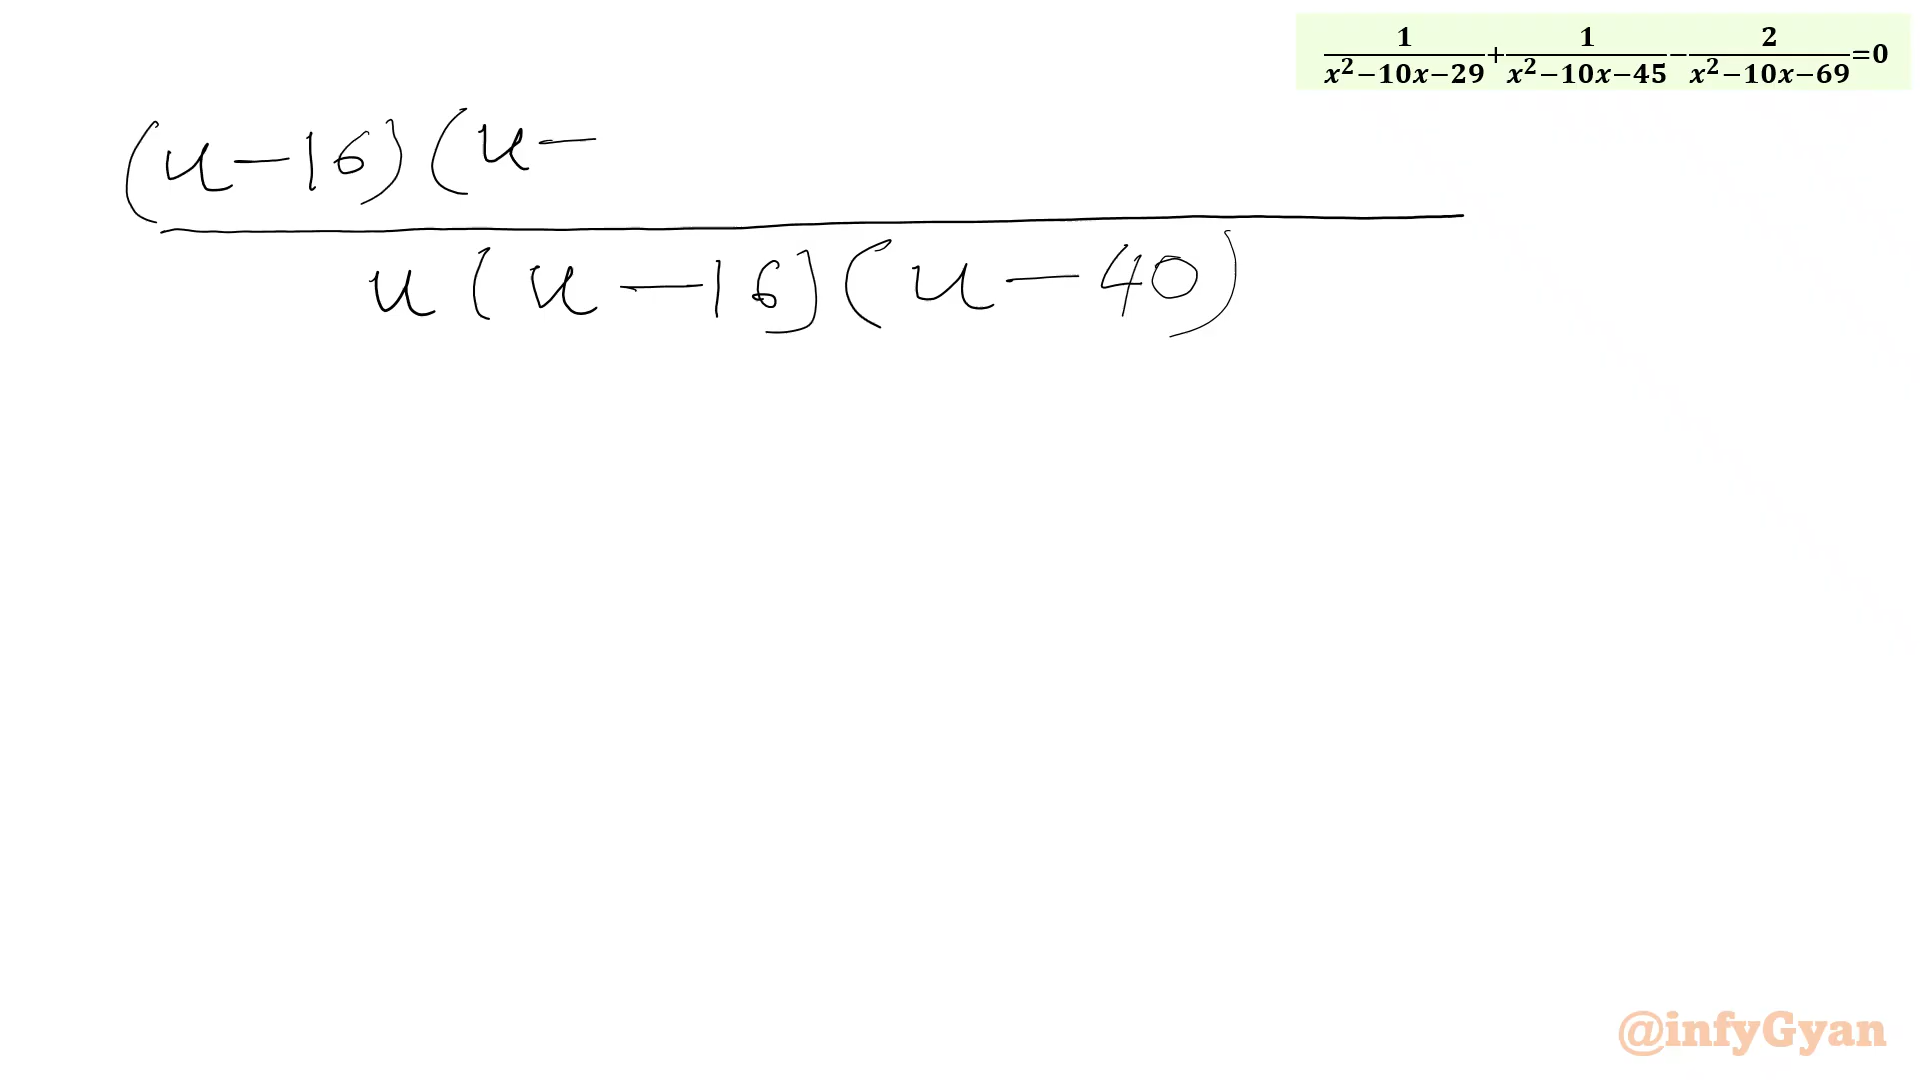 1/(x²−10x−29)+1/(x²−10x−45)−2/(x²−10x−69)=0
(u−16)(u−
u(u−16)(u−40)
@infyGyan